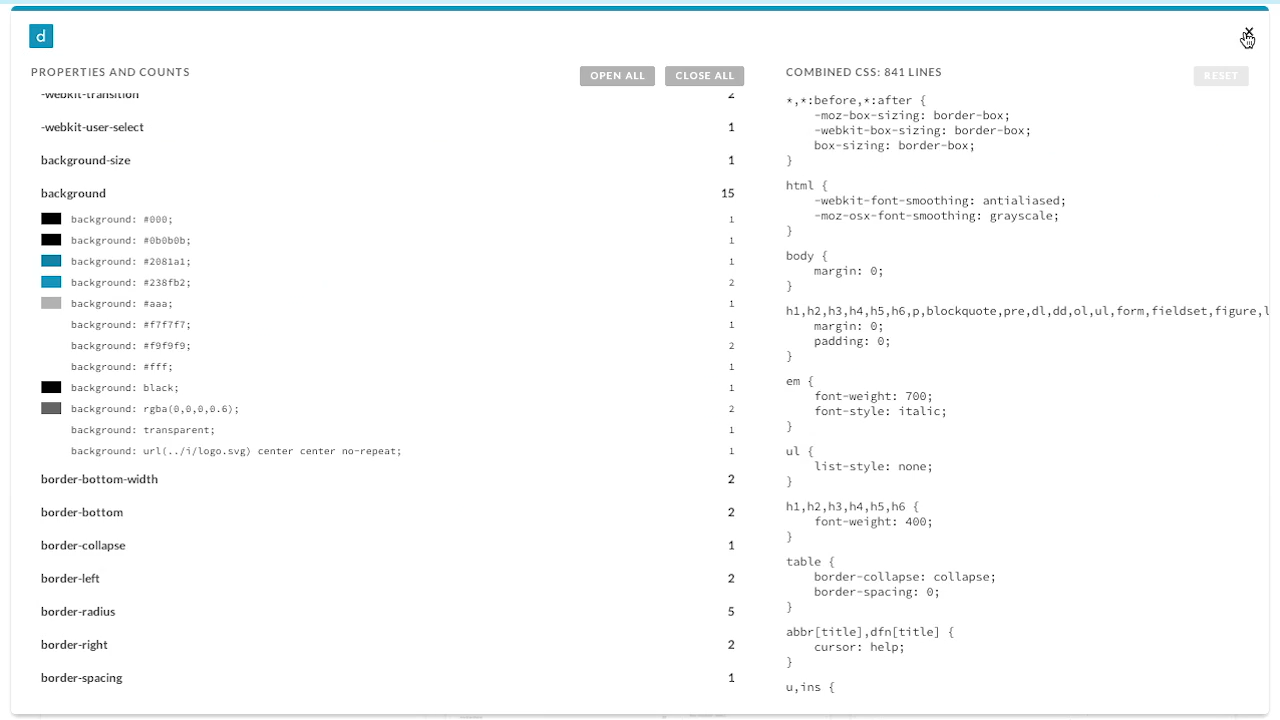 d
x
PROPERTIES AND COUNTS
OPEN ALL
CLOSE ALL
-webkit-transition 2
-webkit-user-select 1
background-size 1
background 15
background: #000; 1
background: #0b0b0b; 1
background: #2081a1; 1
background: #238fb2; 2
background: #aaa; 1
background: #f7f7f7; 1
background: #f9f9f9; 2
background: #fff; 1
background: black; 1
background: rgba(0,0,0,0.6); 2
background: transparent; 1
background: url(../i/logo.svg) center center no-repeat; 1
border-bottom-width 2
border-bottom 2
border-collapse 1
border-left 2
border-radius 5
border-right 2
border-spacing 1
COMBINED CSS: 841 LINES
RESET
*,*:before,*:after {
-moz-box-sizing: border-box;
-webkit-box-sizing: border-box;
box-sizing: border-box;
}
html {
-webkit-font-smoothing: antialiased;
-moz-osx-font-smoothing: grayscale;
}
body {
margin: 0;
}
h1,h2,h3,h4,h5,h6,p,blockquote,pre,dl,dd,ol,ul,form,fieldset,figure,l
margin: 0;
padding: 0;
}
em {
font-weight: 700;
font-style: italic;
}
ul {
list-style: none;
}
h1,h2,h3,h4,h5,h6 {
font-weight: 400;
}
table {
border-collapse: collapse;
border-spacing: 0;
}
abbr[title],dfn[title] {
cursor: help;
}
u,ins {